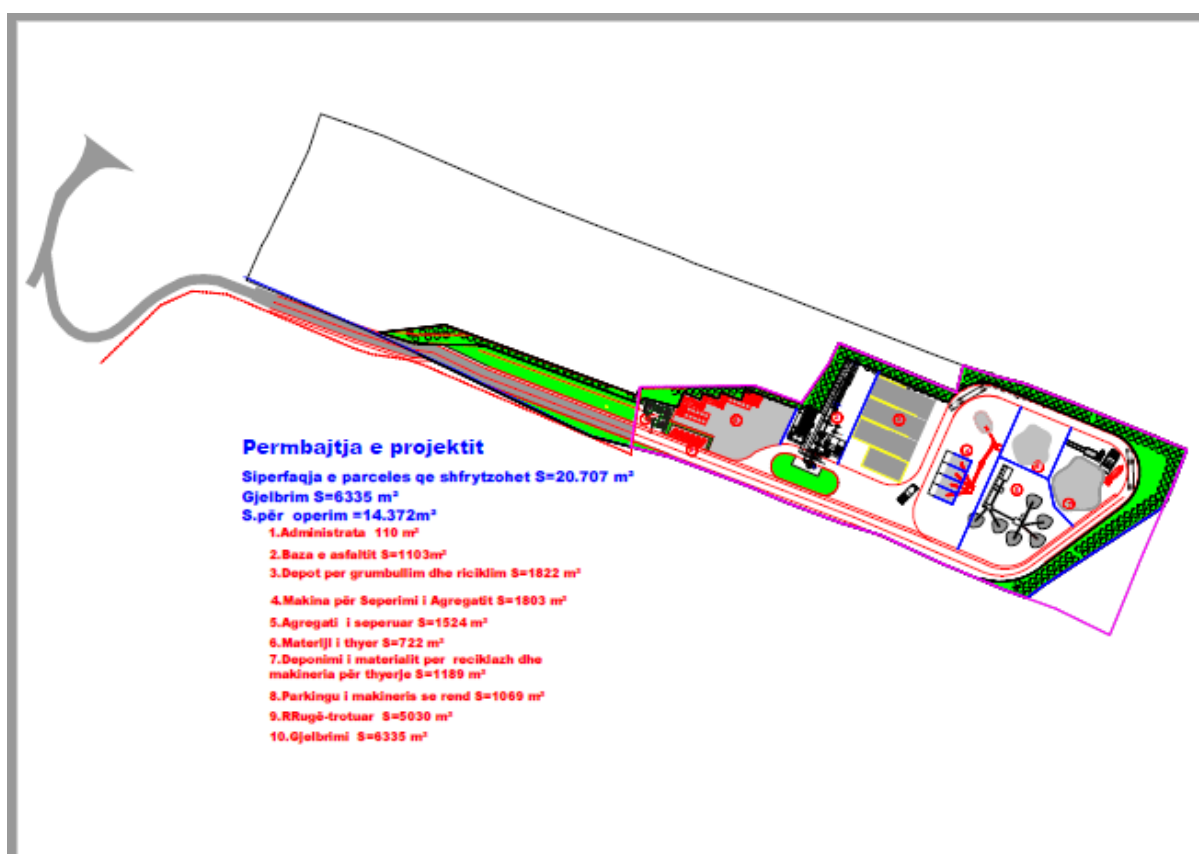 Permbajtja e projektit
Siperfaqja e parceles qe shfrytzohet S=20.707 m²
Gjelbrim S=6335 m²
S.për operim =14.372m²
1.Administrata 110 m²
2.Baza e asfaltit S=1103m²
3.Depot per grumbullim dhe riciklim S=1822 m²
4.Makina për Seperimi i Agregatit S=1803 m²
5.Agregati i seperuar S=1524 m²
6.Materijl i thyer S=722 m²
7.Deponimi i materialit per reciklazh dhe
makineria për thyerje S=1189 m²
8.Parkingu i makineris se rend S=1069 m²
9.RRugë-trotuar S=5030 m²
10.Gjelbrimi S=6335 m²